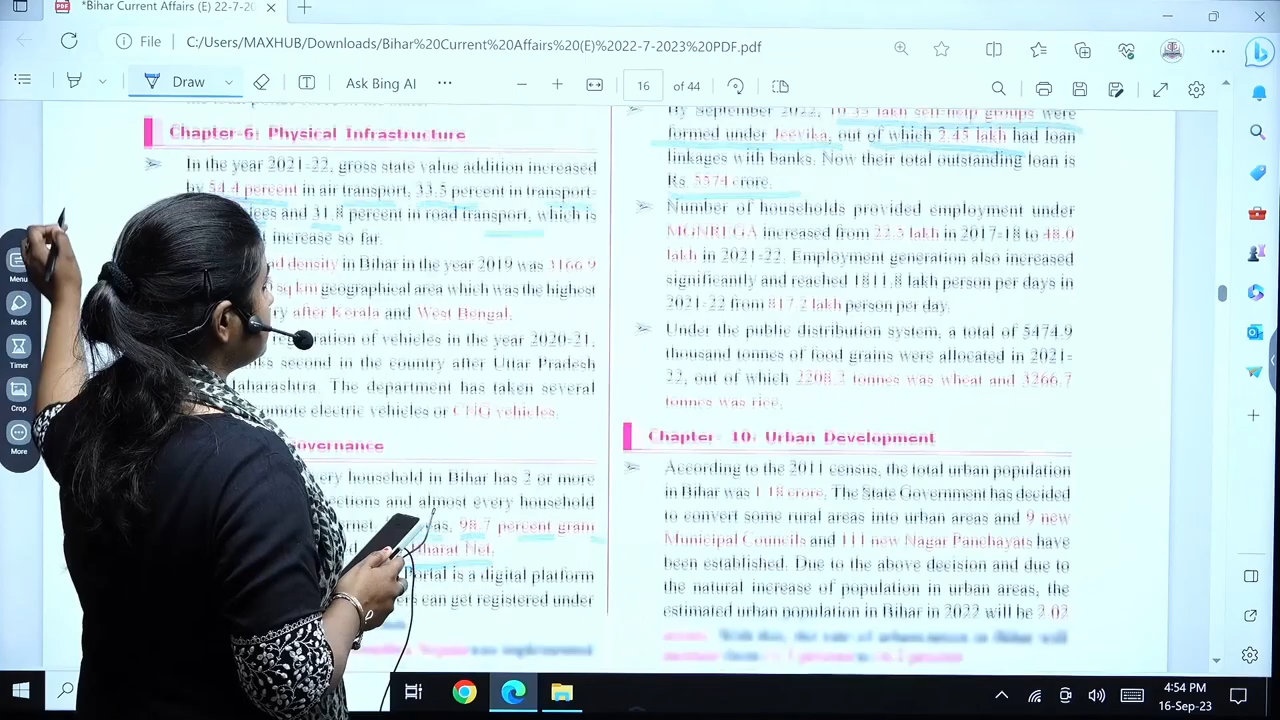 *Bihar Current Affairs (E) 22-7-20
File
C:/Users/MAXHUB/Downloads/Bihar%20Current%20Affairs%20(E)%2022-7-2023%20PDF.pdf
Draw
Ask Bing AI
16 of 44
Chapter-6: Physical Infrastructure
In the year 2021-22, gross state value addition increased
by 54.4 percent in air transport, 33.5 percent in transport-
and 31.8 percent in road transport, which is
increase so far
density in Bihar in the year 2019 was 3166.9
sq km geographical area which was the highest
after Kerala and West Bengal.
of vehicles in the year 2020-21,
second in the country after Uttar Pradesh
The department has taken several
electric vehicles or CNG vehicles.
household in Bihar has 2 or more
and almost every household
98.7 percent gram
Bharat Net.
is a digital platform
can get registered under
was implemented
By September 2022, 10.35 lakh self-help groups were
formed under Jeevika, out of which 2.45 lakh had loan
linkages with banks. Now their total outstanding loan is
Rs 5574 crore.
Number of households provided employment under
MGNREGA increased from 22.5 lakh in 2017-18 to 48.0
lakh in 2021-22. Employment generation also increased
significantly and reached 1811.8 lakh person per days in
2021-22 from 817.2 lakh person per day.
Under the public distribution system, a total of 5474.9
thousand tonnes of food grains were allocated in 2021-
22, out of which 2208.2 tonnes was wheat and 3266.7
tonnes was rice.
Chapter- 10: Urban Development
According to the 2011 census, the total urban population
in Bihar was 1.18 crore. The State Government has decided
to convert some rural areas into urban areas and 9 new
Municipal Councils and 111 new Nagar Panchayats have
been established. Due to the above decision and due to
the natural increase of population in urban areas, the
estimated urban population in Bihar in 2022 will be 2.02
Menu
Mark
Timer
Crop
More
4:54 PM
16-Sep-23